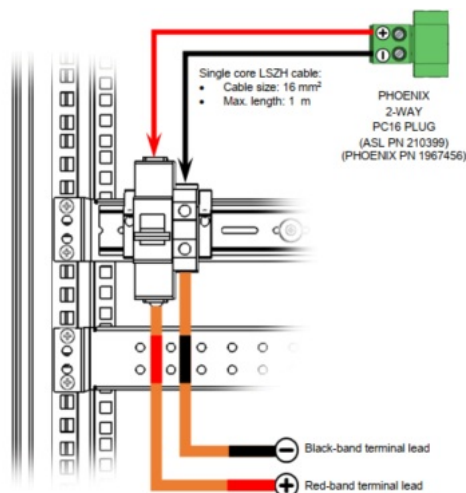 Single core LSZH cable:
• Cable size: 16 mm²
• Max. length: 1 m
+
−
PHOENIX
2-WAY
PC16 PLUG
(ASL PN 210399)
(PHOENIX PN 1967456)
− Black-band terminal lead
+ Red-band terminal lead